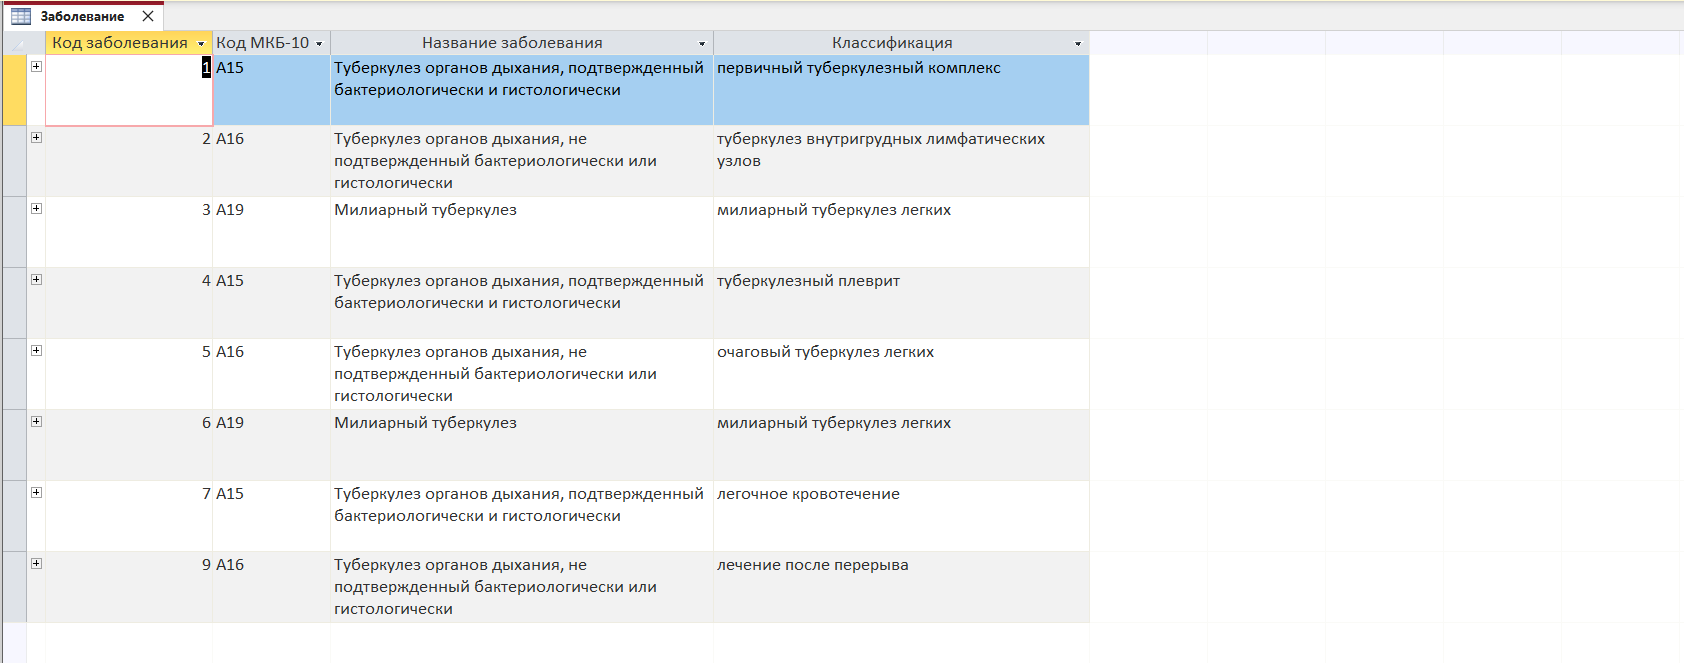 Заболевание
Код заболевания Код МКБ-10 Название заболевания Классификация
1 A15 Туберкулез органов дыхания, подтвержденный первичный туберкулезный комплекс
бактериологически и гистологически
2 A16 Туберкулез органов дыхания, не туберкулез внутригрудных лимфатических
подтвержденный бактериологически или узлов
гистологически
3 A19 Милиарный туберкулез милиарный туберкулез легких
4 A15 Туберкулез органов дыхания, подтвержденный туберкулезный плеврит
бактериологически и гистологически
5 A16 Туберкулез органов дыхания, не очаговый туберкулез легких
подтвержденный бактериологически или
гистологически
6 A19 Милиарный туберкулез милиарный туберкулез легких
7 A15 Туберкулез органов дыхания, подтвержденный легочное кровотечение
бактериологически и гистологически
9 A16 Туберкулез органов дыхания, не лечение после перерыва
подтвержденный бактериологически или
гистологически